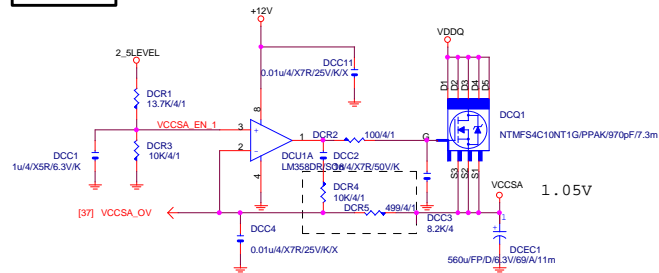 +12V
VDDQ
2_5LEVEL
DCC11
0.01u/4/X7R/25V/K/X
D1
D2
D3
D4
D5
DCR1
13.7K/4/1
8
DCQ1
VCCSA_EN_1
3
+
1
DCR2
100/4/1
G
NTMFS4C10NT1G/PPAK/970pF/7.3m
DCC1
1u/4/X5R/6.3V/K
DCR3
10K/4/1
2
-
4
DCU1A
DCC2
/4/X7R/50V/K
S3
S2
S1
DCR4
10K/4/1
VCCSA
1.05V
[37] VCCSA_OV
DCR5
499/4/1
DCC3
8.2K/4
1
+
DCC4
0.01u/4/X7R/25V/K/X
DCEC1
560u/FP/D/6.3V/69/A/11m